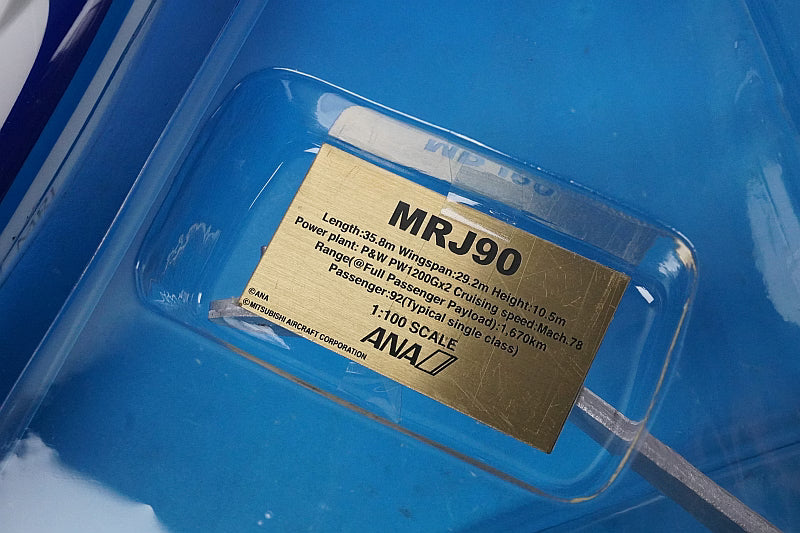 MRJ90
Length:35.8m Wingspan:29.2m Height:10.5m
Power plant: P&W PW1200Gx2 Cruising speed:Mach.78
Range(@Full Passenger Payload):1,670km
Passenger:92(Typical single class)
1:100 SCALE
©ANA
©MITSUBISHI AIRCRAFT CORPORATION
ANA